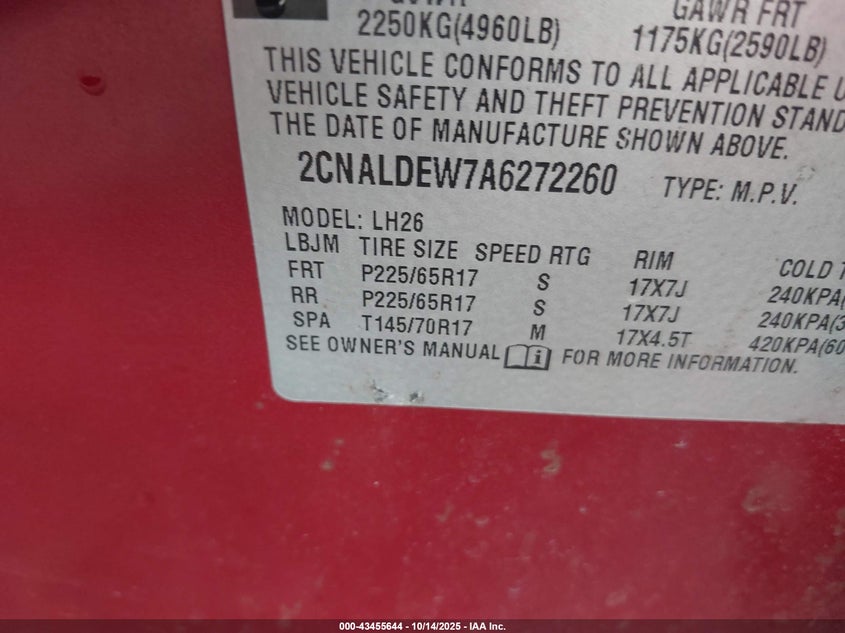 2250KG(4960LB)
GAWR FRT
1175KG(2590LB)
THIS VEHICLE CONFORMS TO ALL APPLICABLE
VEHICLE SAFETY AND THEFT PREVENTION
THE DATE OF MANUFACTURE SHOWN ABOVE.
2CNALDEW7A6272260 TYPE: M.P.V.
MODEL: LH26
LBJM TIRE SIZE SPEED RTG RIM COLD
FRT P225/65R17 S 17X7J 240KPA(
RR P225/65R17 S 17X7J 240KPA(3
SPA T145/70R17 M 17X4.5T 420KPA(60
SEE OWNER'S MANUAL i FOR MORE INFORMATION.
000-43455644 | 10/14/2025 - IAA Inc.